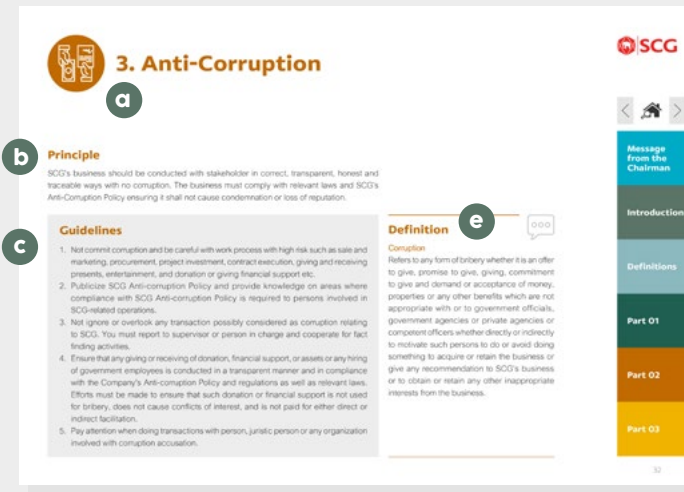 3. Anti-Corruption
a
SCG
b
Principle
SCG's business should be conducted with stakeholder in correct, transparent, honest and
traceable ways with no corruption. The business must comply with relevant laws and SCG's
Anti-Corruption Policy ensuring it shall not cause condemnation or loss of reputation.
c
Guidelines
1. Not commit corruption and be careful with work process with high risk such as sale and
marketing, procurement, project investment, contract execution, giving and receiving
presents, entertainment, and donation or giving financial support etc.
2. Publicize SCG Anti-corruption Policy and provide knowledge on areas where
compliance with SCG Anti-corruption Policy is required to persons involved in
SCG-related operations.
3. Not ignore or overlook any transaction possibly considered as corruption relating
to SCG. You must report to supervisor or person in charge and cooperate for fact
finding activities.
4. Ensure that any giving or receiving of donation, financial support, or assets or any hiring
of government employees is conducted in a transparent manner and in compliance
with the Company's Anti-corruption Policy and regulations as well as relevant laws.
Efforts must be made to ensure that such donation or financial support is not used
for bribery, does not cause conflicts of interest, and is not paid for either direct or
indirect facilitation.
5. Pay attention when doing transactions with person, juristic person or any organization
involved with corruption accusation.
Definition
e
Corruption
Refers to any form of bribery whether it is an offer
to give, promise to give, giving, commitment
to give and demand or acceptance of money,
properties or any other benefits which are not
appropriate with or to government officials,
government agencies or private agencies or
competent officers whether directly or indirectly
to motivate such persons to do or avoid doing
something to acquire or retain the business or
give any recommendation to SCG's business
or to obtain or retain any other inappropriate
interests from the business.
Message
from the
Chairman
Introduction
Definitions
Part 01
Part 02
Part 03
32